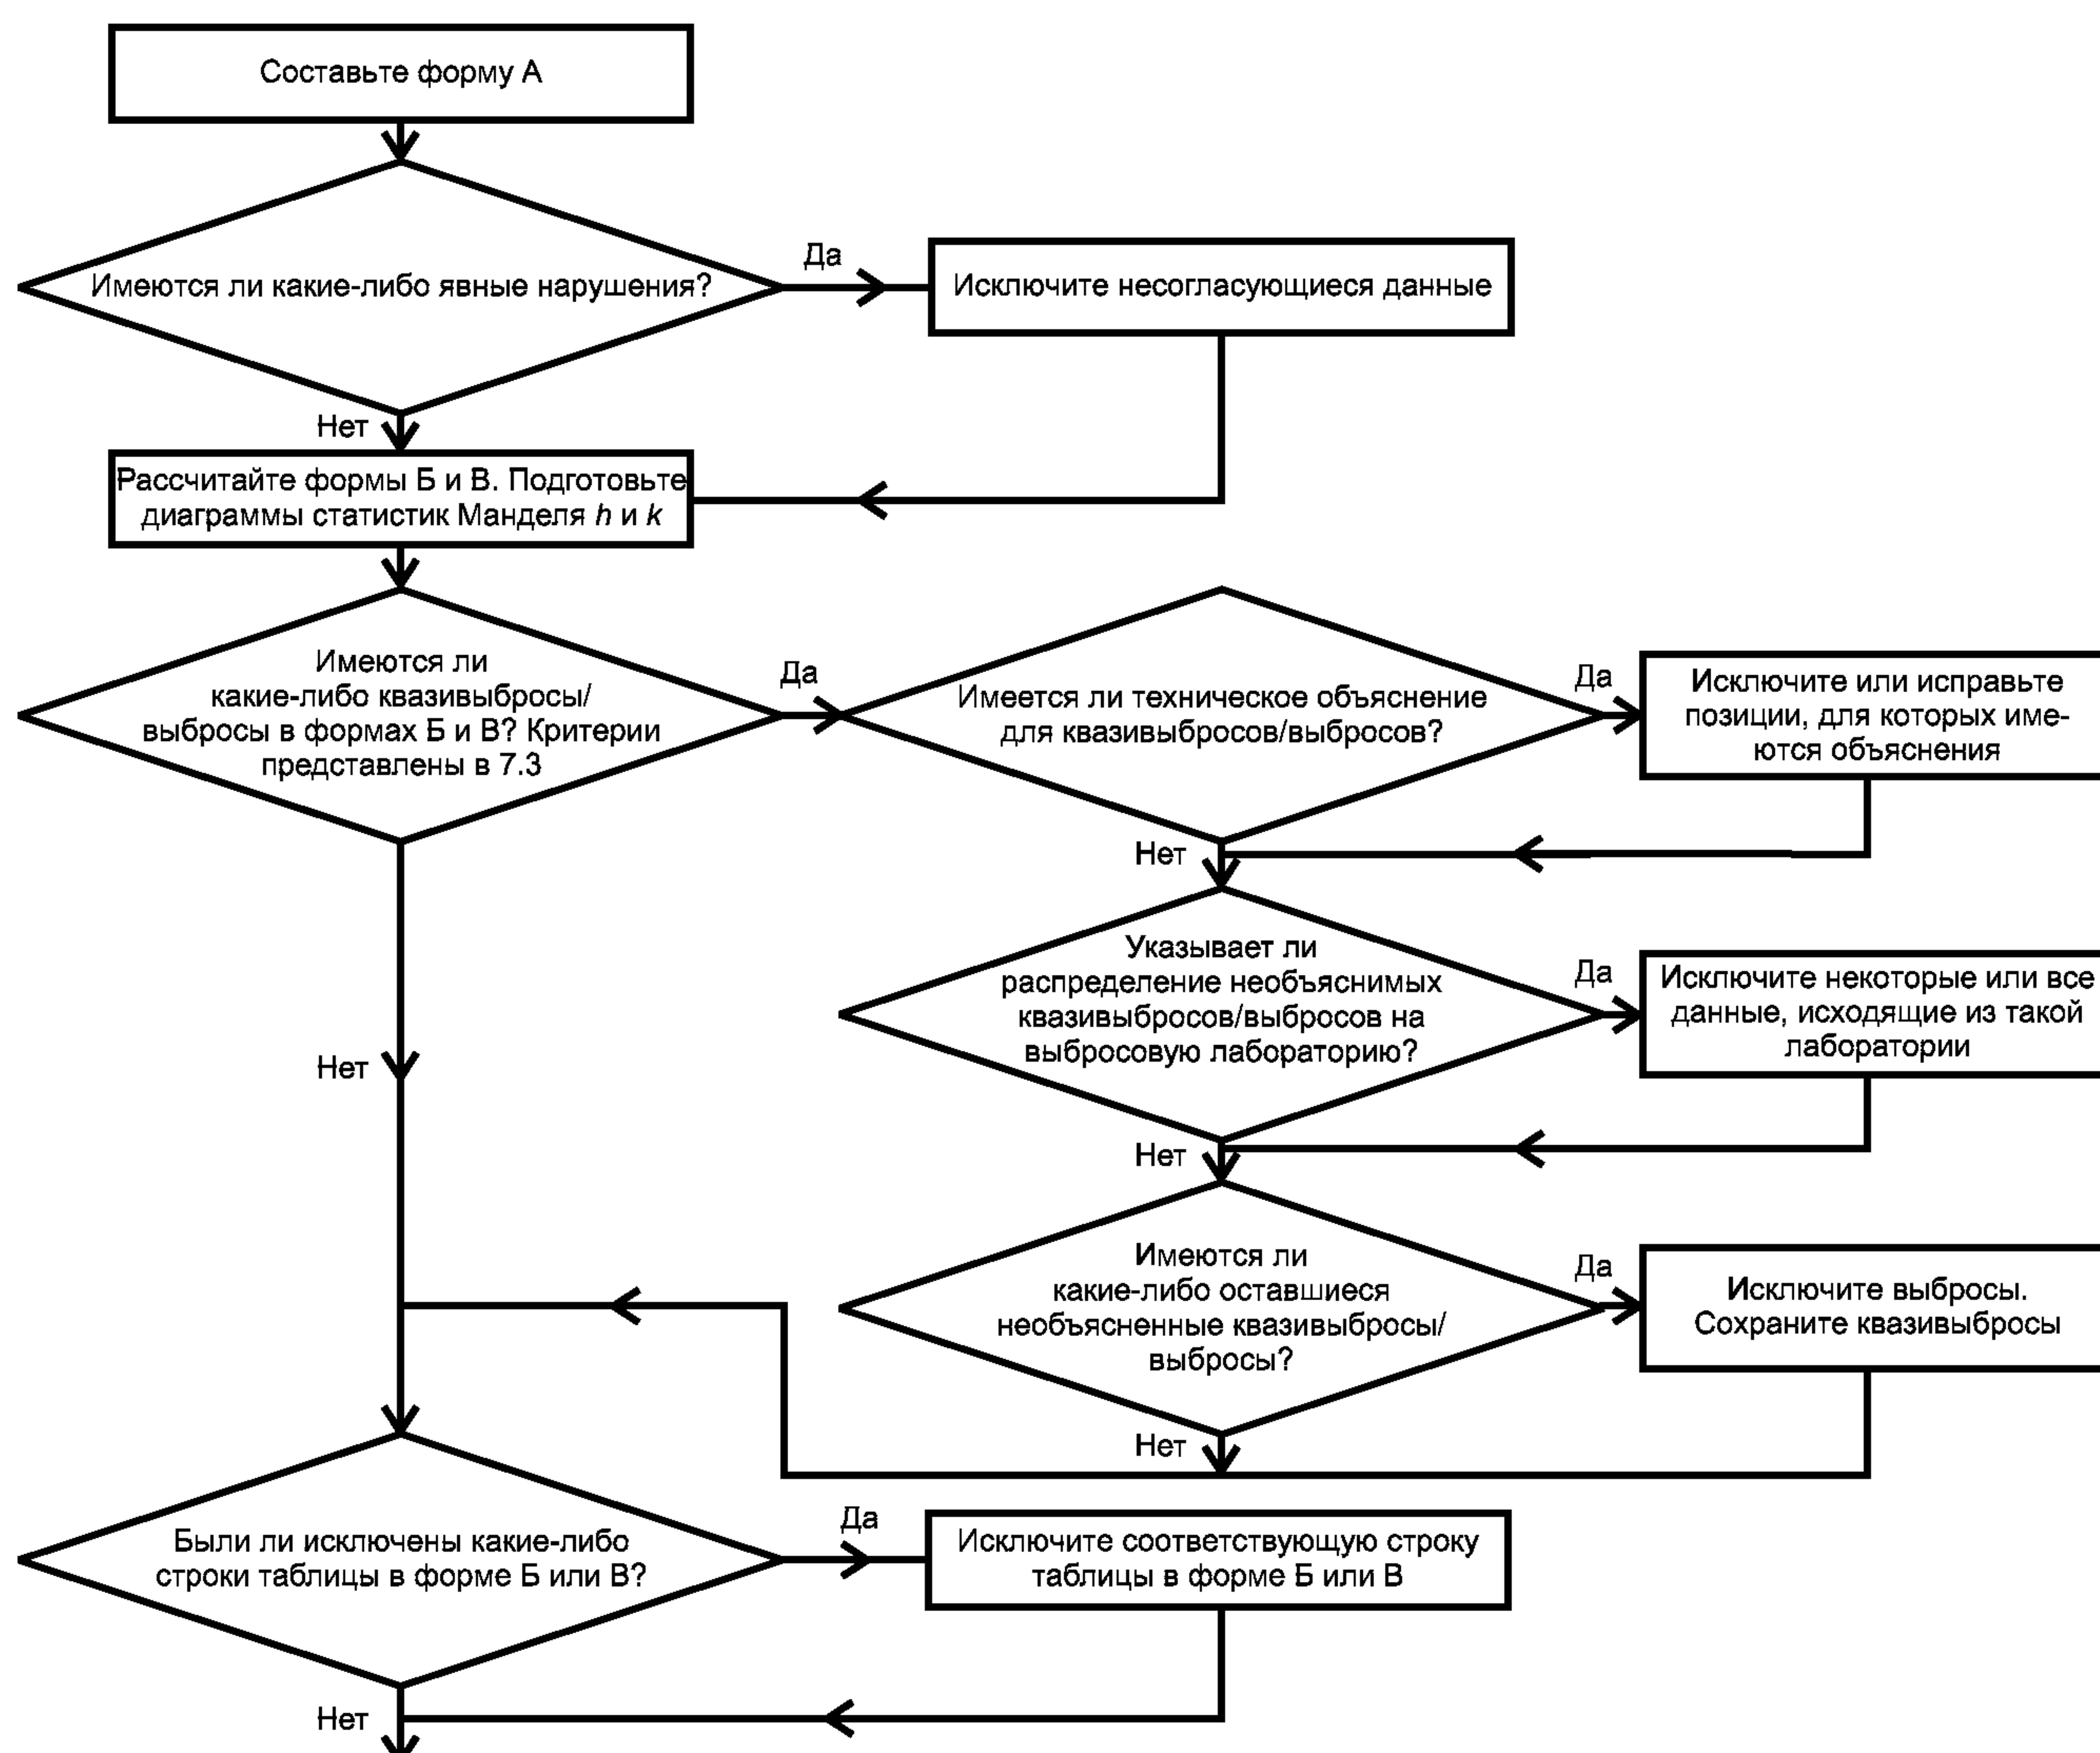 Составьте форму А
Имеются ли какие-либо явные нарушения?
Да
Исключите несогласующиеся данные
Нет
Рассчитайте формы Б и В. Подготовьте
диаграммы статистик Манделя h и k
Имеются ли
какие-либо квазивыбросы/
выбросы в формах Б и В? Критерии
представлены в 7.3
Да
Имеется ли техническое объяснение
для квазивыбросов/выбросов?
Да
Исключите или исправьте
позиции, для которых име-
ются объяснения
Нет
Указывает ли
распределение необъяснимых
квазивыбросов/выбросов на
выбросовую лабораторию?
Да
Исключите некоторые или все
данные, исходящие из такой
лаборатории
Нет
Нет
Имеются ли
какие-либо оставшиеся
необъясненные квазивыбросы/
выбросы?
Да
Исключите выбросы.
Сохраните квазивыбросы
Нет
Были ли исключены какие-либо
строки таблицы в форме Б или В?
Да
Исключите соответствующую строку
таблицы в форме Б или В
Нет